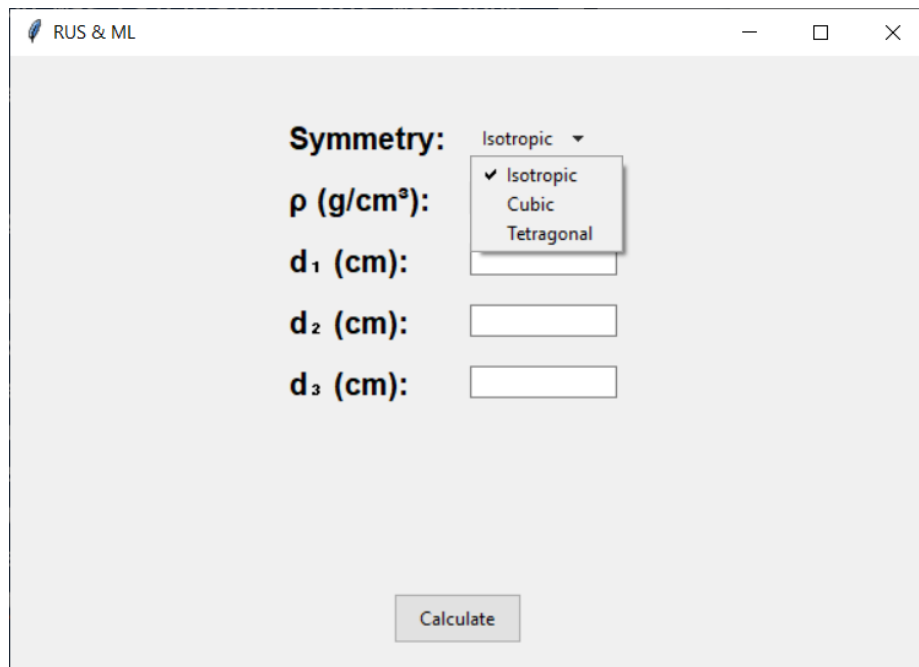 RUS & ML
Symmetry: Isotropic
Isotropic
ρ (g/cm³):
Cubic
Tetragonal
d₁ (cm):
d₂ (cm):
d₃ (cm):
Calculate